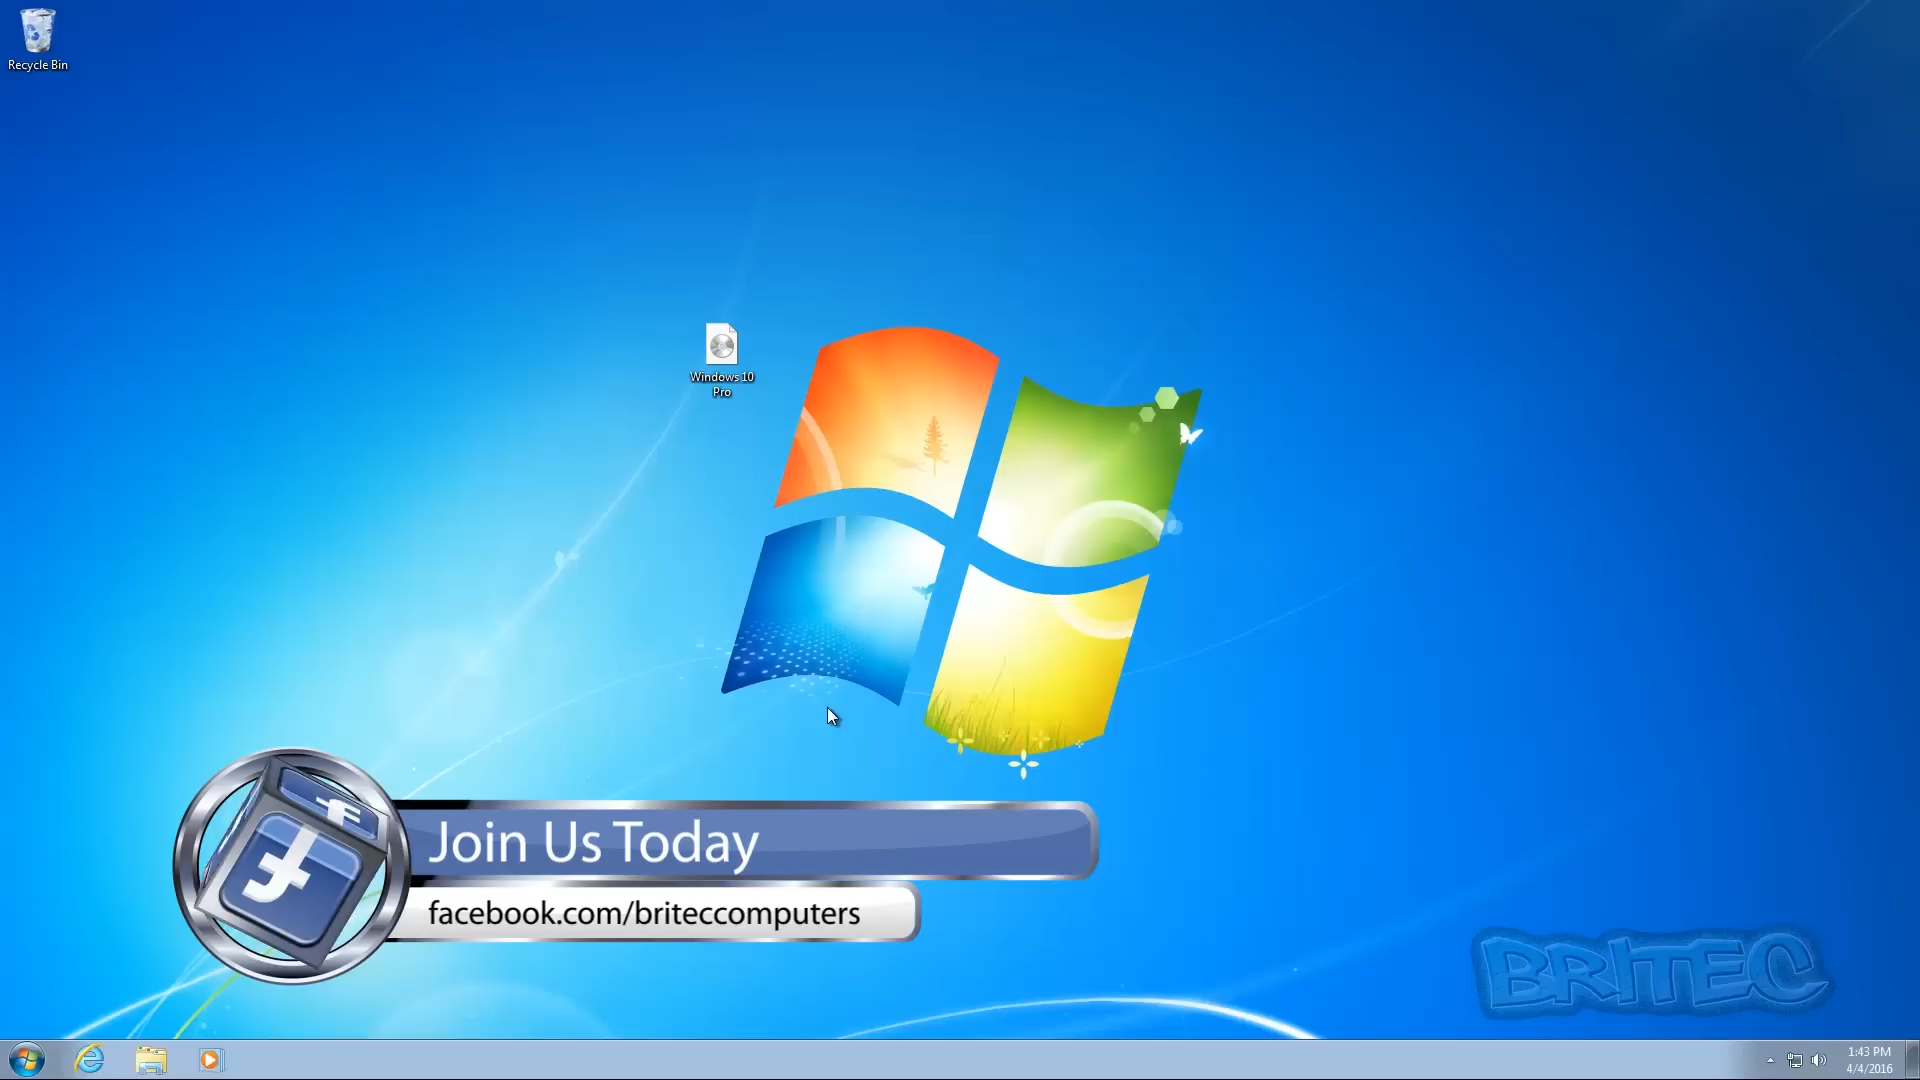 Recycle Bin
Windows 10
Pro
Join Us Today
facebook.com/briteccomputers
BRITEC
1:43 PM
4/4/2016